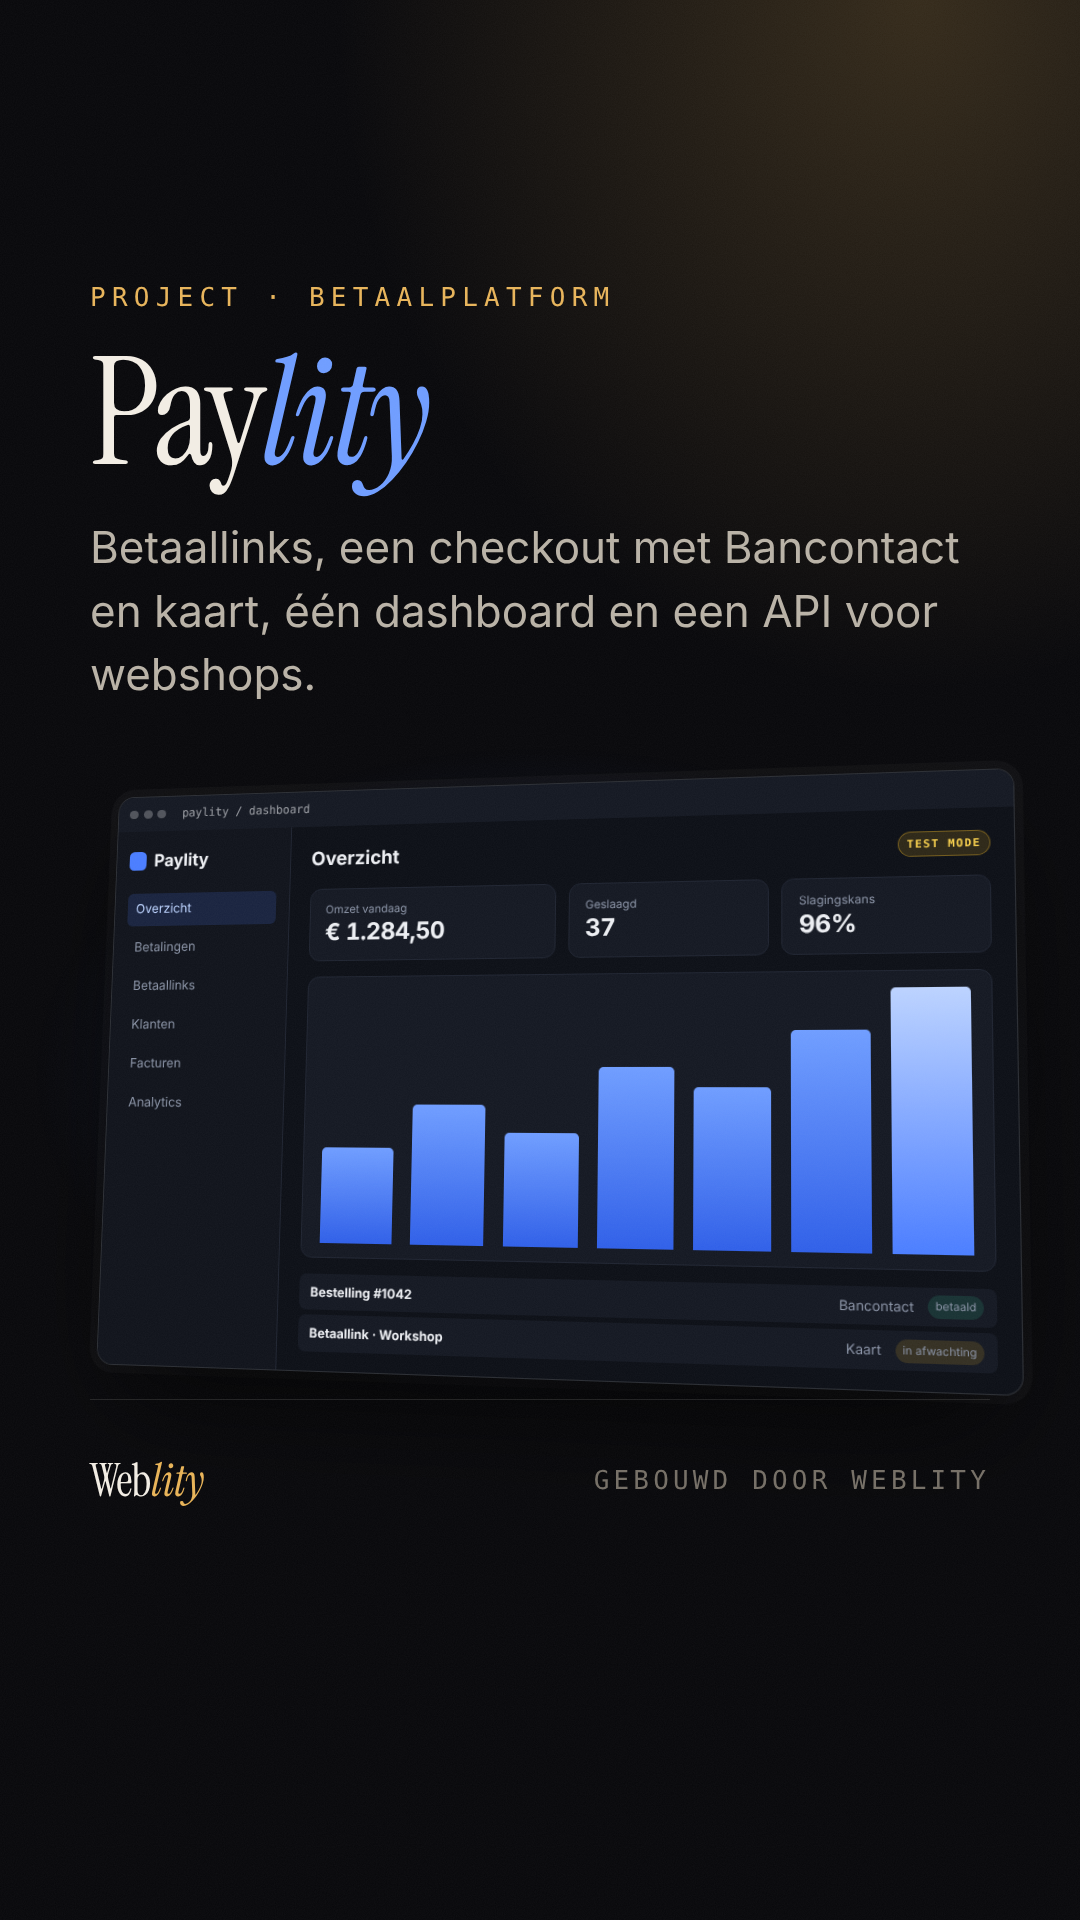 PROJECT · BETAALPLATFORM
Paylity
Betaallinks, een checkout met Bancontact
en kaart, één dashboard en een API voor
webshops.
paylity / dashboard
Paylity
Overzicht
Betalingen
Betaallinks
Klanten
Facturen
Analytics
Overzicht
TEST MODE
Omzet vandaag
€ 1.284,50
Geslaagd
37
Slagingskans
96%
Bestelling #1042 Bancontact betaald
Betaallink · Workshop Kaart in afwachting
Weblity
GEBOUWD DOOR WEBLITY